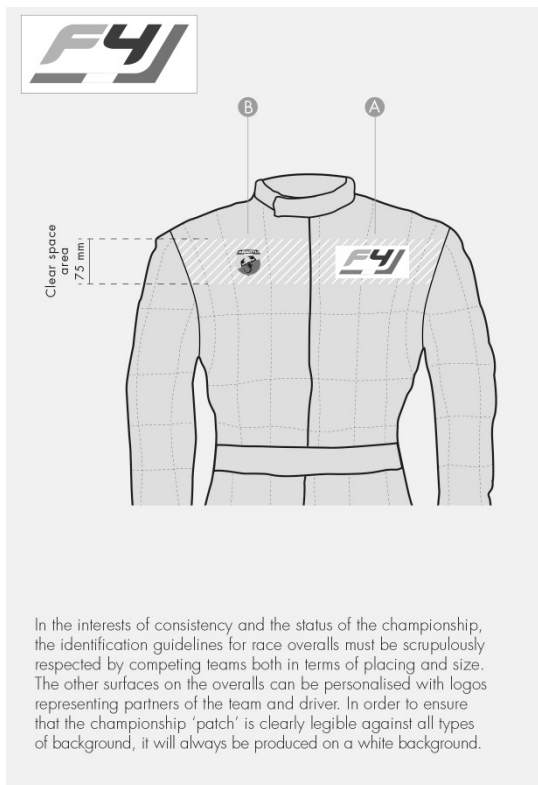 F4
B
A
Clear space
area
75 mm
ABARTH
F4
In the interests of consistency and the status of the championship,
the identification guidelines for race overalls must be scrupulously
respected by competing teams both in terms of placing and size.
The other surfaces on the overalls can be personalised with logos
representing partners of the team and driver. In order to ensure
that the championship ‘patch’ is clearly legible against all types
of background, it will always be produced on a white background.